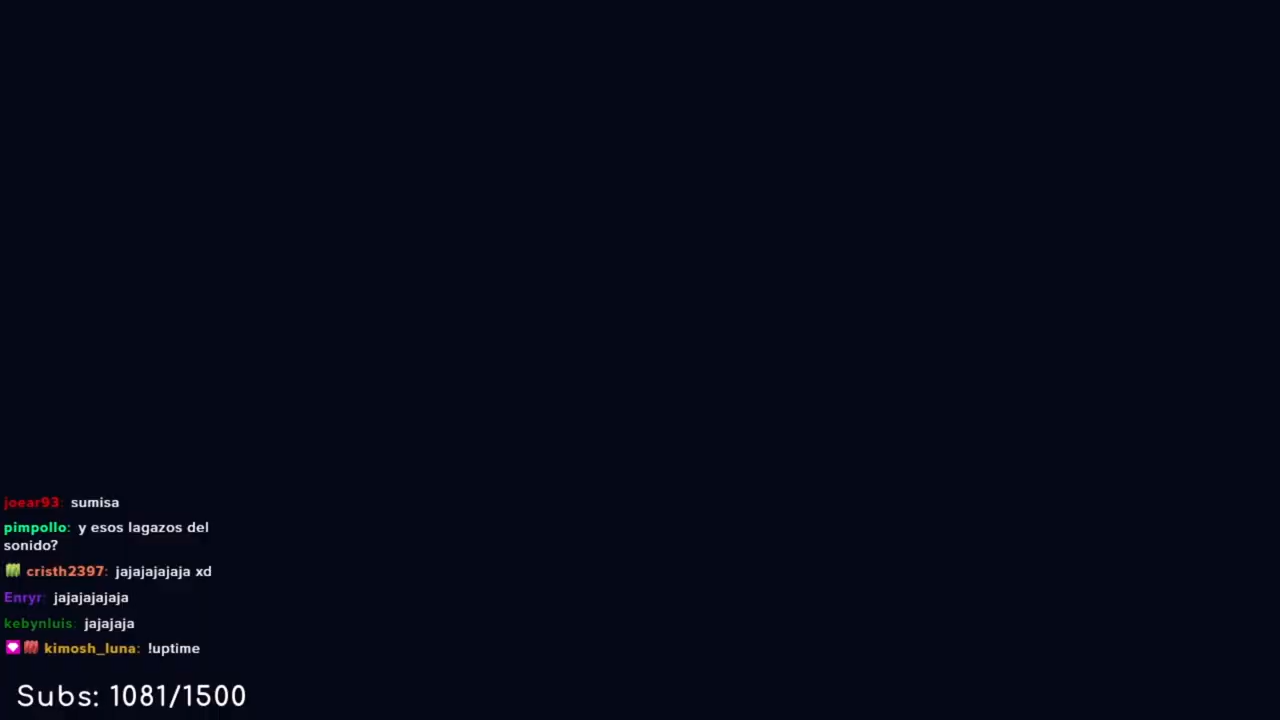 joear93: sumisa
pimpollo: y esos lagazos del
sonido?
cristh2397: jajajajajaja xd
Enryr: jajajajajaja
kebynluis: jajajaja
kimosh_luna: !uptime
Subs: 1081/1500